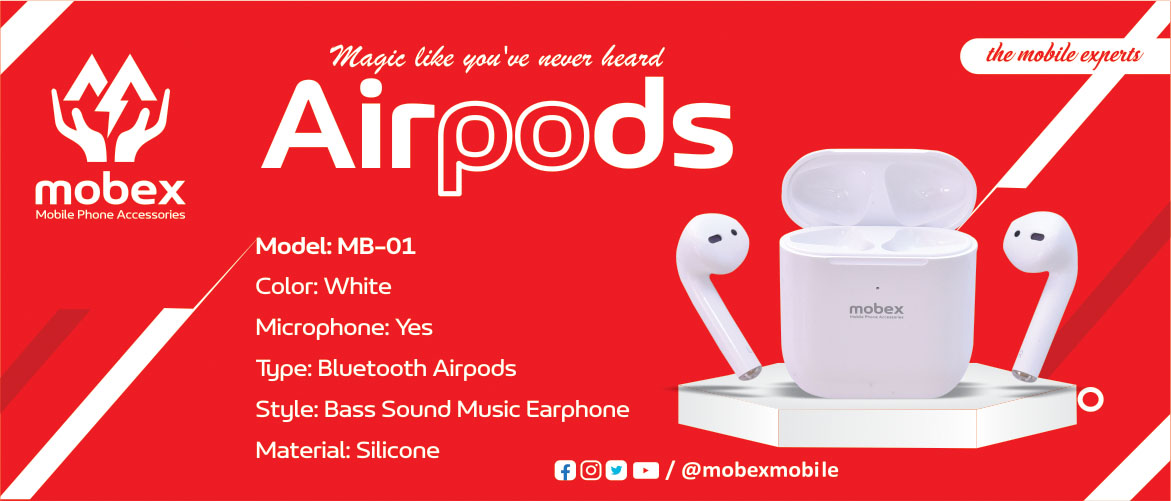 mobex
Mobile Phone Accessories
Magic like you've never heard
Airpods
the mobile experts
Model: MB-01
Color: White
Microphone: Yes
Type: Bluetooth Airpods
Style: Bass Sound Music Earphone
Material: Silicone
mobex
Mobile Phone Accessories
/ @mobexmobile